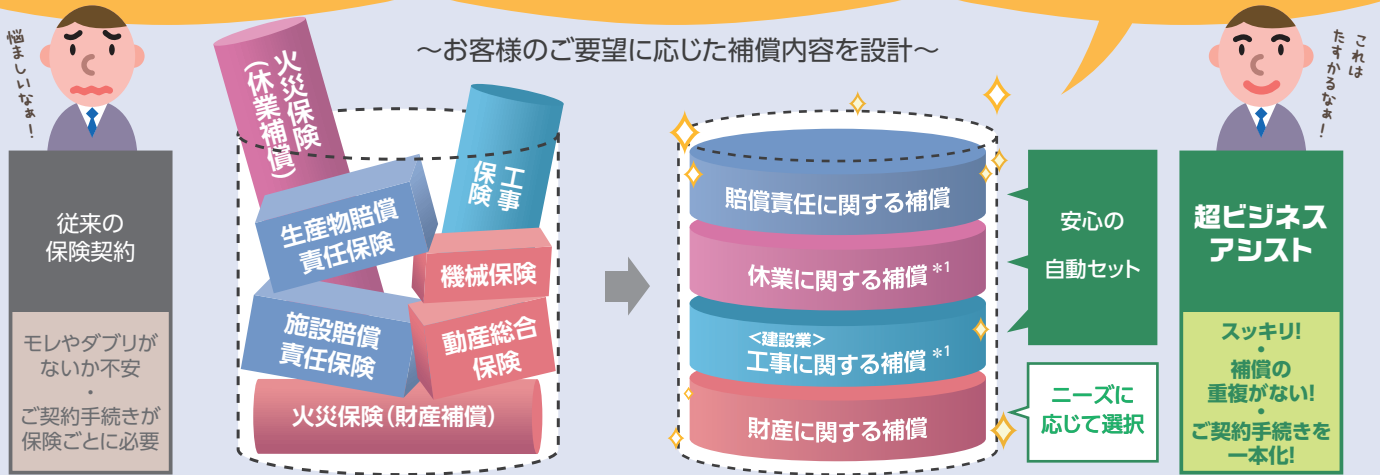 ～お客様のご要望に応じた補償内容を設計～
悩ましいなぁ！
従来の
保険契約
モレやダブりが
ないか不安
・
ご契約手続きが
保険ごとに必要
火災保険
（休業補償）
工事
保険
生産物賠償
責任保険
機械保険
施設賠償
責任保険
動産総合
保険
火災保険（財産補償）
賠償責任に関する補償
休業に関する補償＊1
＜建設業＞
工事に関する補償＊1
財産に関する補償
安心の
自動セット
ニーズに
応じて選択
これは
たすかるなぁ！
超ビジネス
アシスト
スッキリ！
・
補償の
重複がない！
・
ご契約手続きを
一本化！